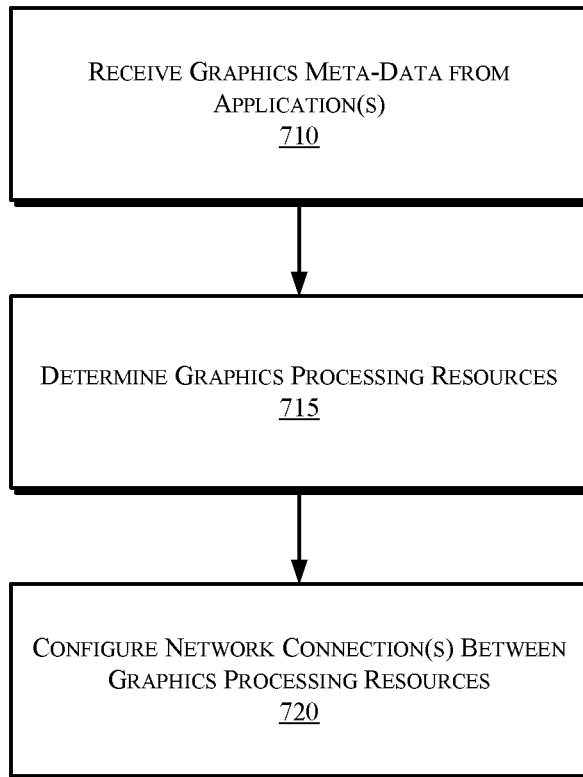 RECEIVE GRAPHICS META-DATA FROM
APPLICATION(S)
710
DETERMINE GRAPHICS PROCESSING RESOURCES
715
CONFIGURE NETWORK CONNECTION(S) BETWEEN
GRAPHICS PROCESSING RESOURCES
720